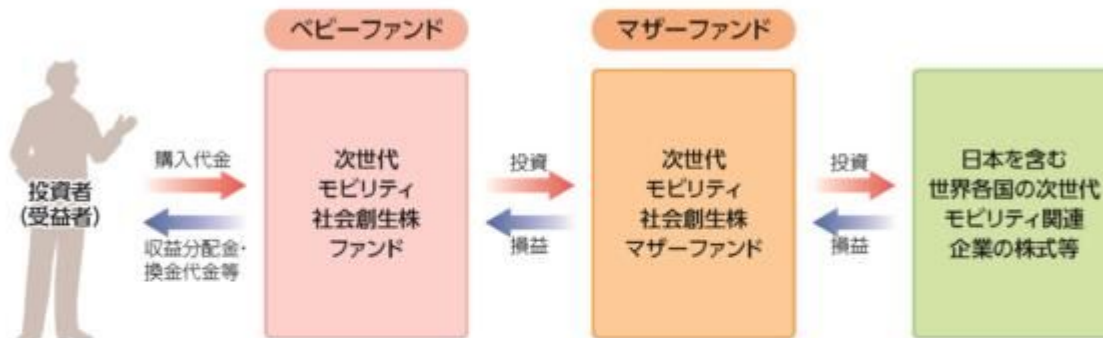 ベビーファンド
マザーファンド
投資者
(受益者)
購入代金
収益分配金・
換金代金等
次世代
モビリティ
社会創生株
ファンド
投資
損益
次世代
モビリティ
社会創生株
マザーファンド
投資
損益
日本を含む
世界各国の次世代
モビリティ関連
企業の株式等